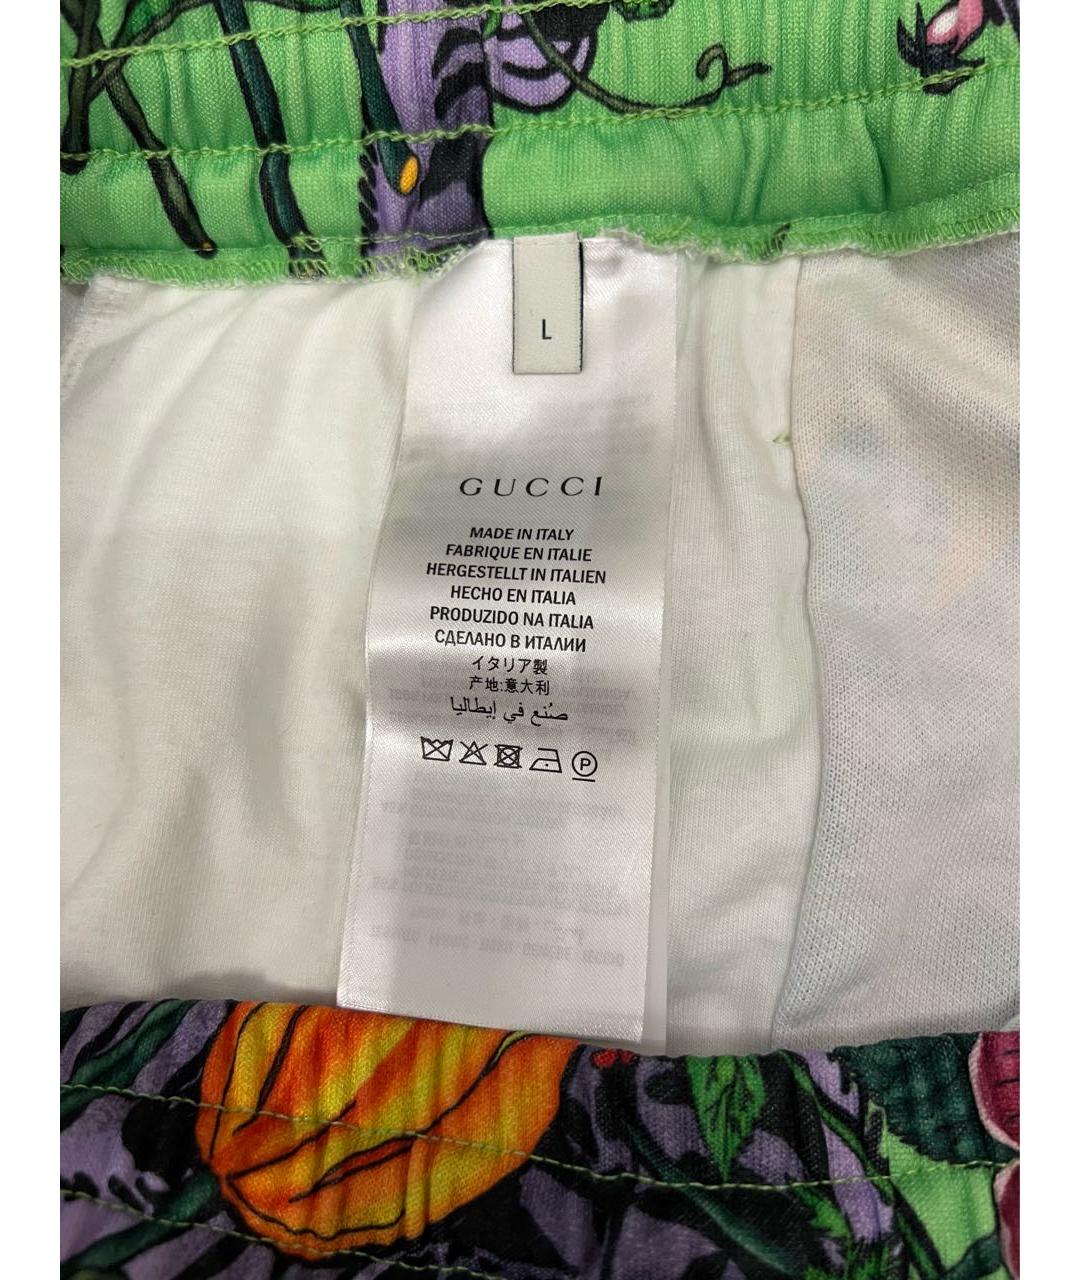 L
GUCCI
MADE IN ITALY
FABRIQUE EN ITALIE
HERGESTELLT IN ITALIEN
HECHO EN ITALIA
PRODUZIDO NA ITALIA
СДЕЛАНО В ИТАЛИИ
イタリア製
产地:意大利
صُنع في إيطاليا
P